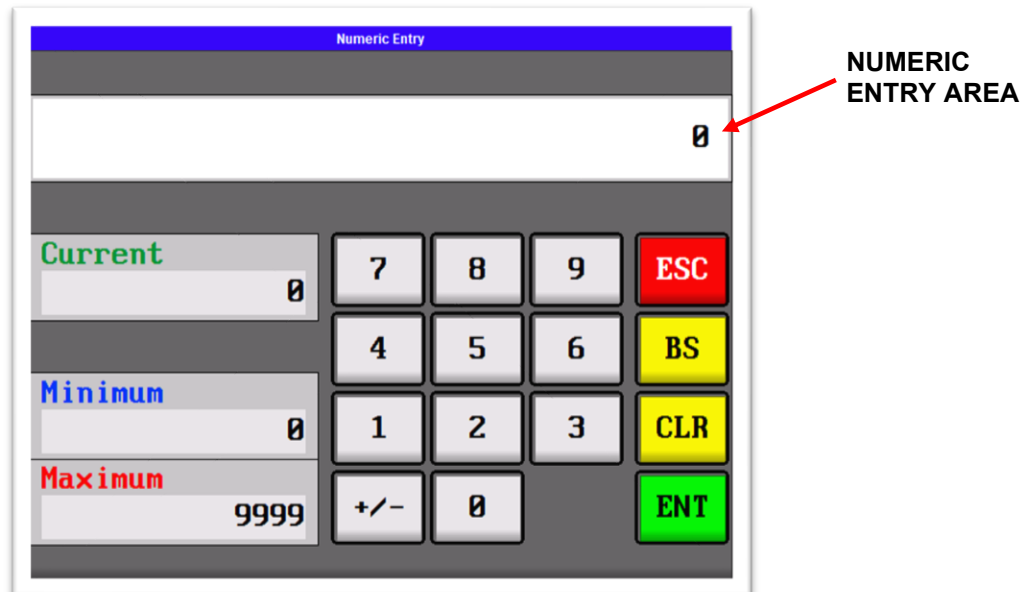 Numeric Entry
NUMERIC
ENTRY AREA
0
Current
0
7 8 9 ESC
4 5 6 BS
Minimum
0
1 2 3 CLR
Maximum
9999
+/- 0 ENT